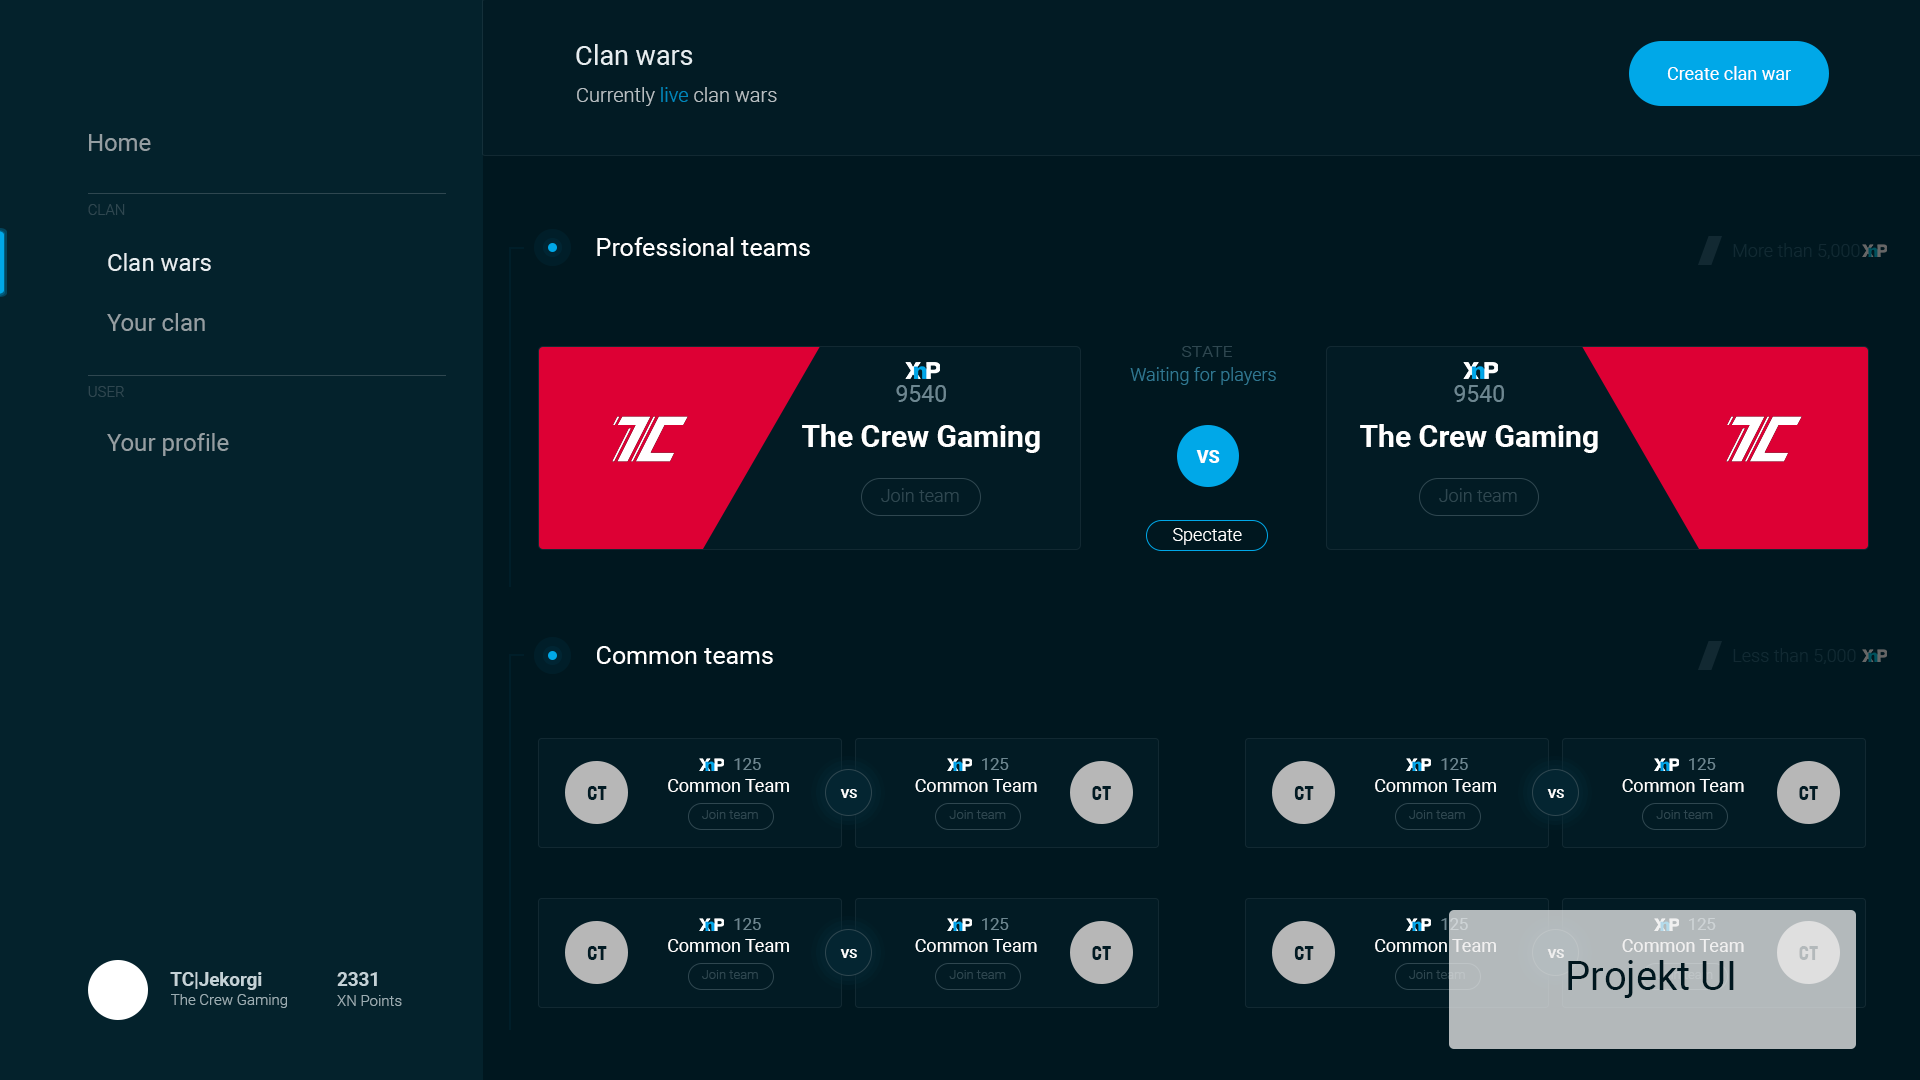 Home
CLAN
Clan wars
Your clan
USER
Your profile
TC|Jekorgi
The Crew Gaming
2331
XN Points
Clan wars
Currently live clan wars
Create clan war
Professional teams
More than 5,000 XnP
TC
XnP
9540
The Crew Gaming
Join team
STATE
Waiting for players
VS
Spectate
XnP
9540
The Crew Gaming
Join team
TC
Common teams
Less than 5,000 XnP
CT
XnP 125
Common Team
Join team
VS
XnP 125
Common Team
Join team
CT
CT
XnP 125
Common Team
Join team
VS
XnP 125
Common Team
Join team
CT
CT
XnP 125
Common Team
Join team
VS
XnP 125
Common Team
Join team
CT
CT
XnP 125
Common Team
Join team
VS
XnP 125
Common Team
Join team
CT
Projekt UI